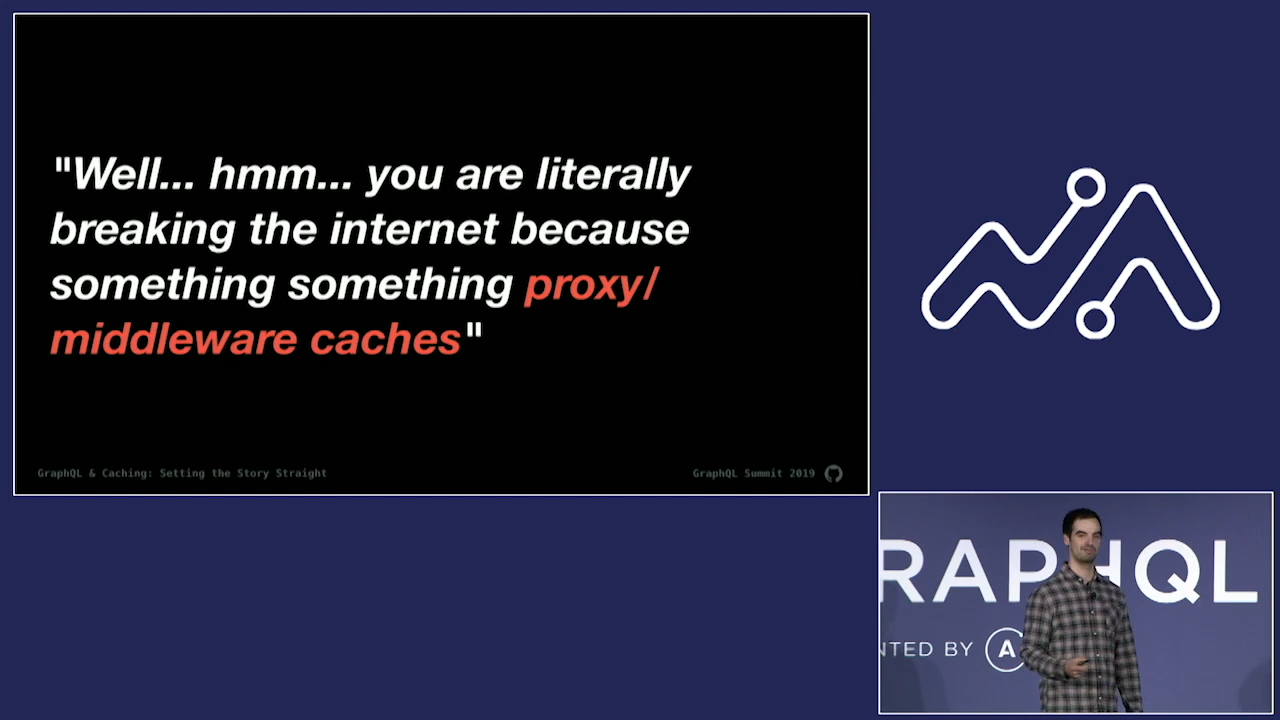 "Well... hmm... you are literally
breaking the internet because
something something proxy/
middleware caches"
GraphQL & Caching: Setting the Story Straight
GraphQL Summit 2019
RAPHQL
NTED BY A